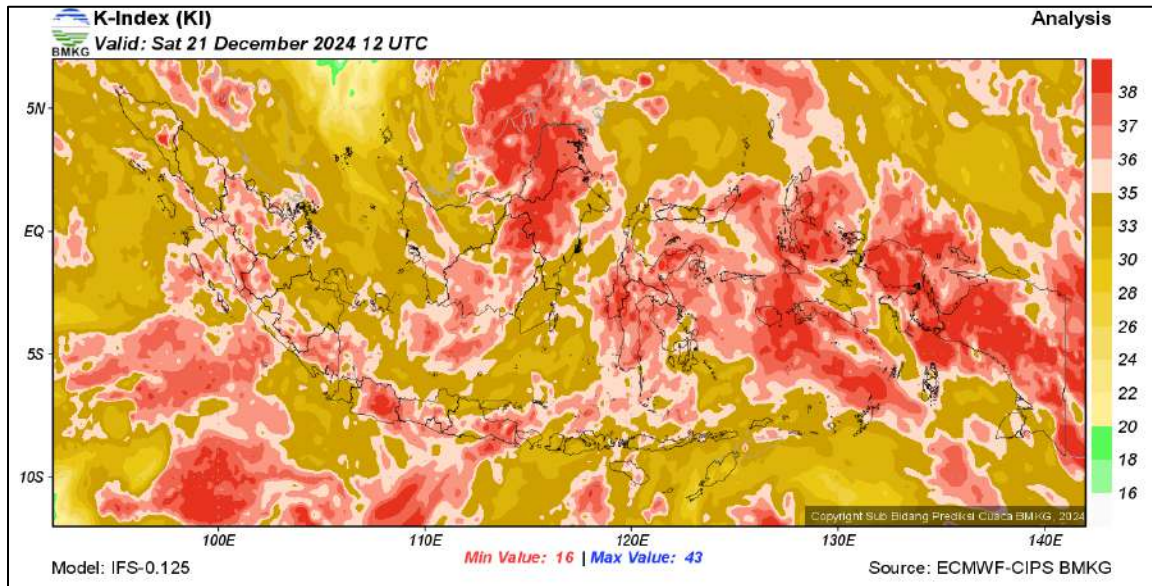 K-Index (KI)
Analysis
BMKG
Valid: Sat 21 December 2024 12 UTC
5N
EQ
5S
10S
100E
110E
120E
130E
140E
38
37
36
35
33
30
28
26
24
22
20
18
16
Copyright Sub Bidang Prediksi Cuaca BMKG, 2024
Min Value: 16 | Max Value: 43
Model: IFS-0.125
Source: ECMWF-CIPS BMKG